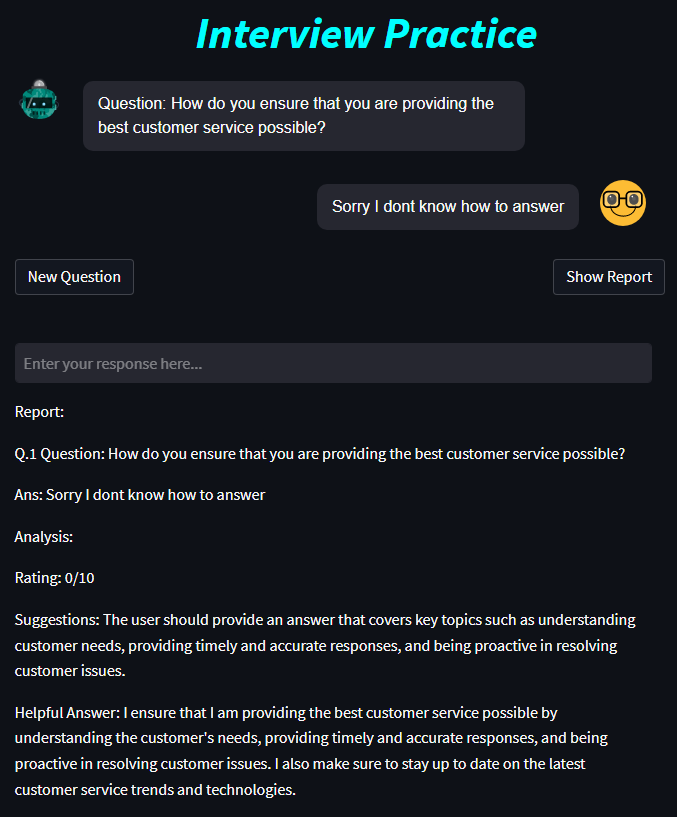 Interview Practice
Question: How do you ensure that you are providing the
best customer service possible?
Sorry I dont know how to answer
New Question
Show Report
Enter your response here...
Report:
Q.1 Question: How do you ensure that you are providing the best customer service possible?
Ans: Sorry I dont know how to answer
Analysis:
Rating: 0/10
Suggestions: The user should provide an answer that covers key topics such as understanding
customer needs, providing timely and accurate responses, and being proactive in resolving
customer issues.
Helpful Answer: I ensure that I am providing the best customer service possible by
understanding the customer's needs, providing timely and accurate responses, and being
proactive in resolving customer issues. I also make sure to stay up to date on the latest
customer service trends and technologies.